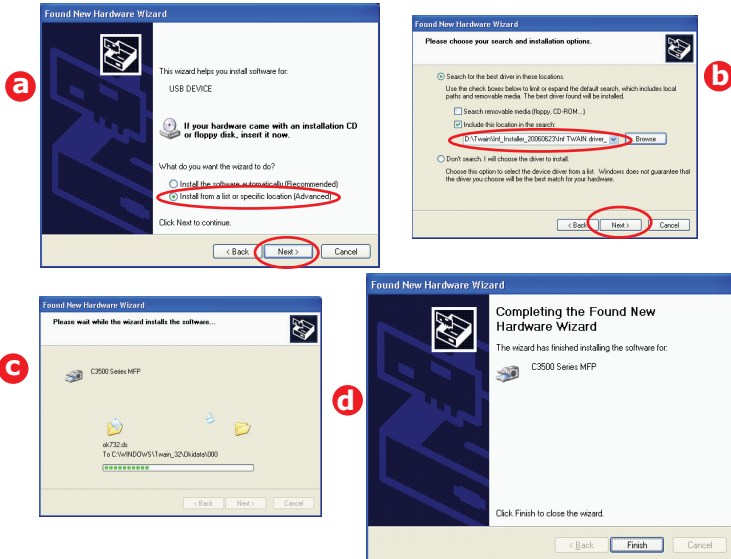 a
Found New Hardware Wizard
This wizard helps you install software for:
USB DEVICE
If your hardware came with an installation CD
or floppy disk, insert it now.
What do you want the wizard to do?
Install the software automatically (Recommended)
Install from a list or specific location (Advanced)
Click Next to continue.
< Back
Next >
Cancel
b
Found New Hardware Wizard
Please choose your search and installation options.
Search for the best driver in these locations.
Use the check boxes below to limit or expand the default search, which includes local
paths and removable media. The best driver found will be installed.
Search removable media (floppy, CD-ROM...)
Include this location in the search:
D:\Twain\Inf_Installer_20060623\Inf TWAIN driver_
Browse
Don't search. I will choose the driver to install.
Choose this option to select the device driver from a list. Windows does not guarantee that
the driver you choose will be the best match for your hardware.
< Back
Next >
Cancel
c
Found New Hardware Wizard
Please wait while the wizard installs the software...
C3500 Series MFP
ok732.ds
To C:\WINDOWS\Twain_32\Okidata\000
< Back
Next >
Cancel
d
Found New Hardware Wizard
Completing the Found New
Hardware Wizard
The wizard has finished installing the software for:
C3500 Series MFP
Click Finish to close the wizard.
< Back
Finish
Cancel